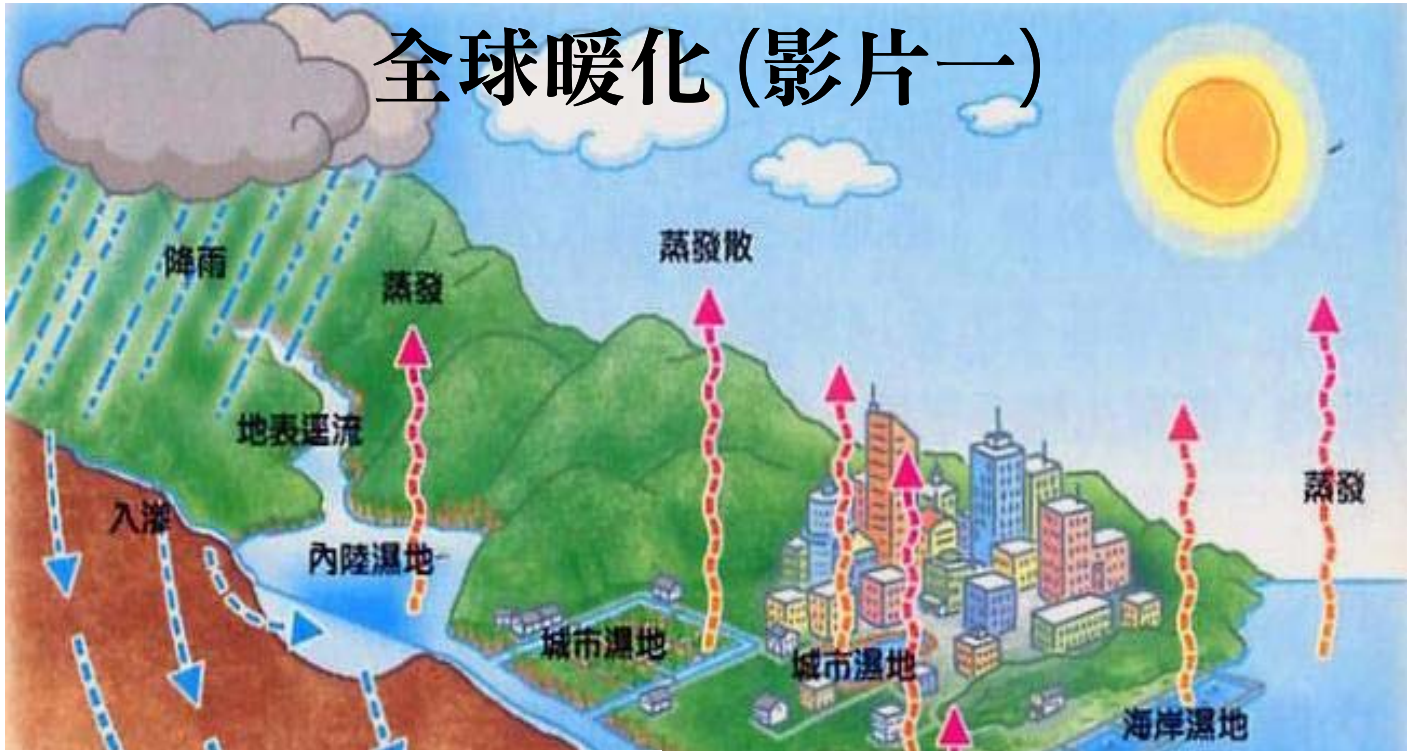 全球暖化 (影片一)
蒸發散
降雨
蒸發
地表逕流
蒸發
入滲
內陸濕地
城市濕地
城市濕地
海岸濕地